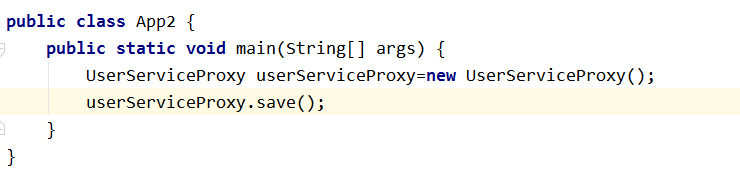 public class App2 {
    public static void main(String[] args) {
        UserServiceProxy userServiceProxy=new UserServiceProxy();
        userServiceProxy.save();
    }
}